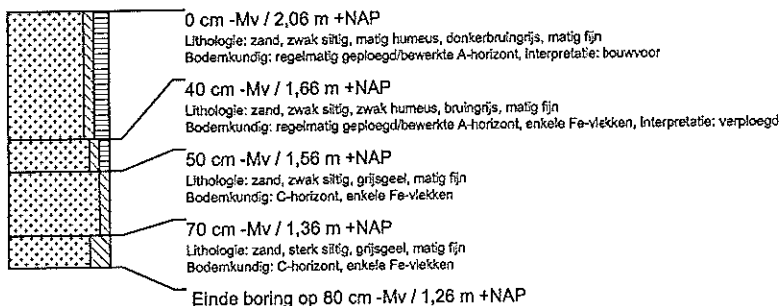 0 cm -Mv / 2,06 m +NAP
Lithologie: zand, zwak siltig, matig humeus, donkerbruingrijs, matig fijn
Bodemkundig: regelmatig geploegd/bewerkte A-horizont, interpretatie: bouwvoor
40 cm -Mv / 1,66 m +NAP
Lithologie: zand, zwak siltig, zwak humeus, bruingrijs, matig fijn
Bodemkundig: regelmatig geploegd/bewerkte A-horizont, enkele Fe-vlekken, interpretatie: verploegd
50 cm -Mv / 1,56 m +NAP
Lithologie: zand, zwak siltig, grijsgeel, matig fijn
Bodemkundig: C-horizont, enkele Fe-vlekken
70 cm -Mv / 1,36 m +NAP
Lithologie: zand, sterk siltig, grijsgeel, matig fijn
Bodemkundig: C-horizont, enkele Fe-vlekken
Einde boring op 80 cm -Mv / 1,26 m +NAP